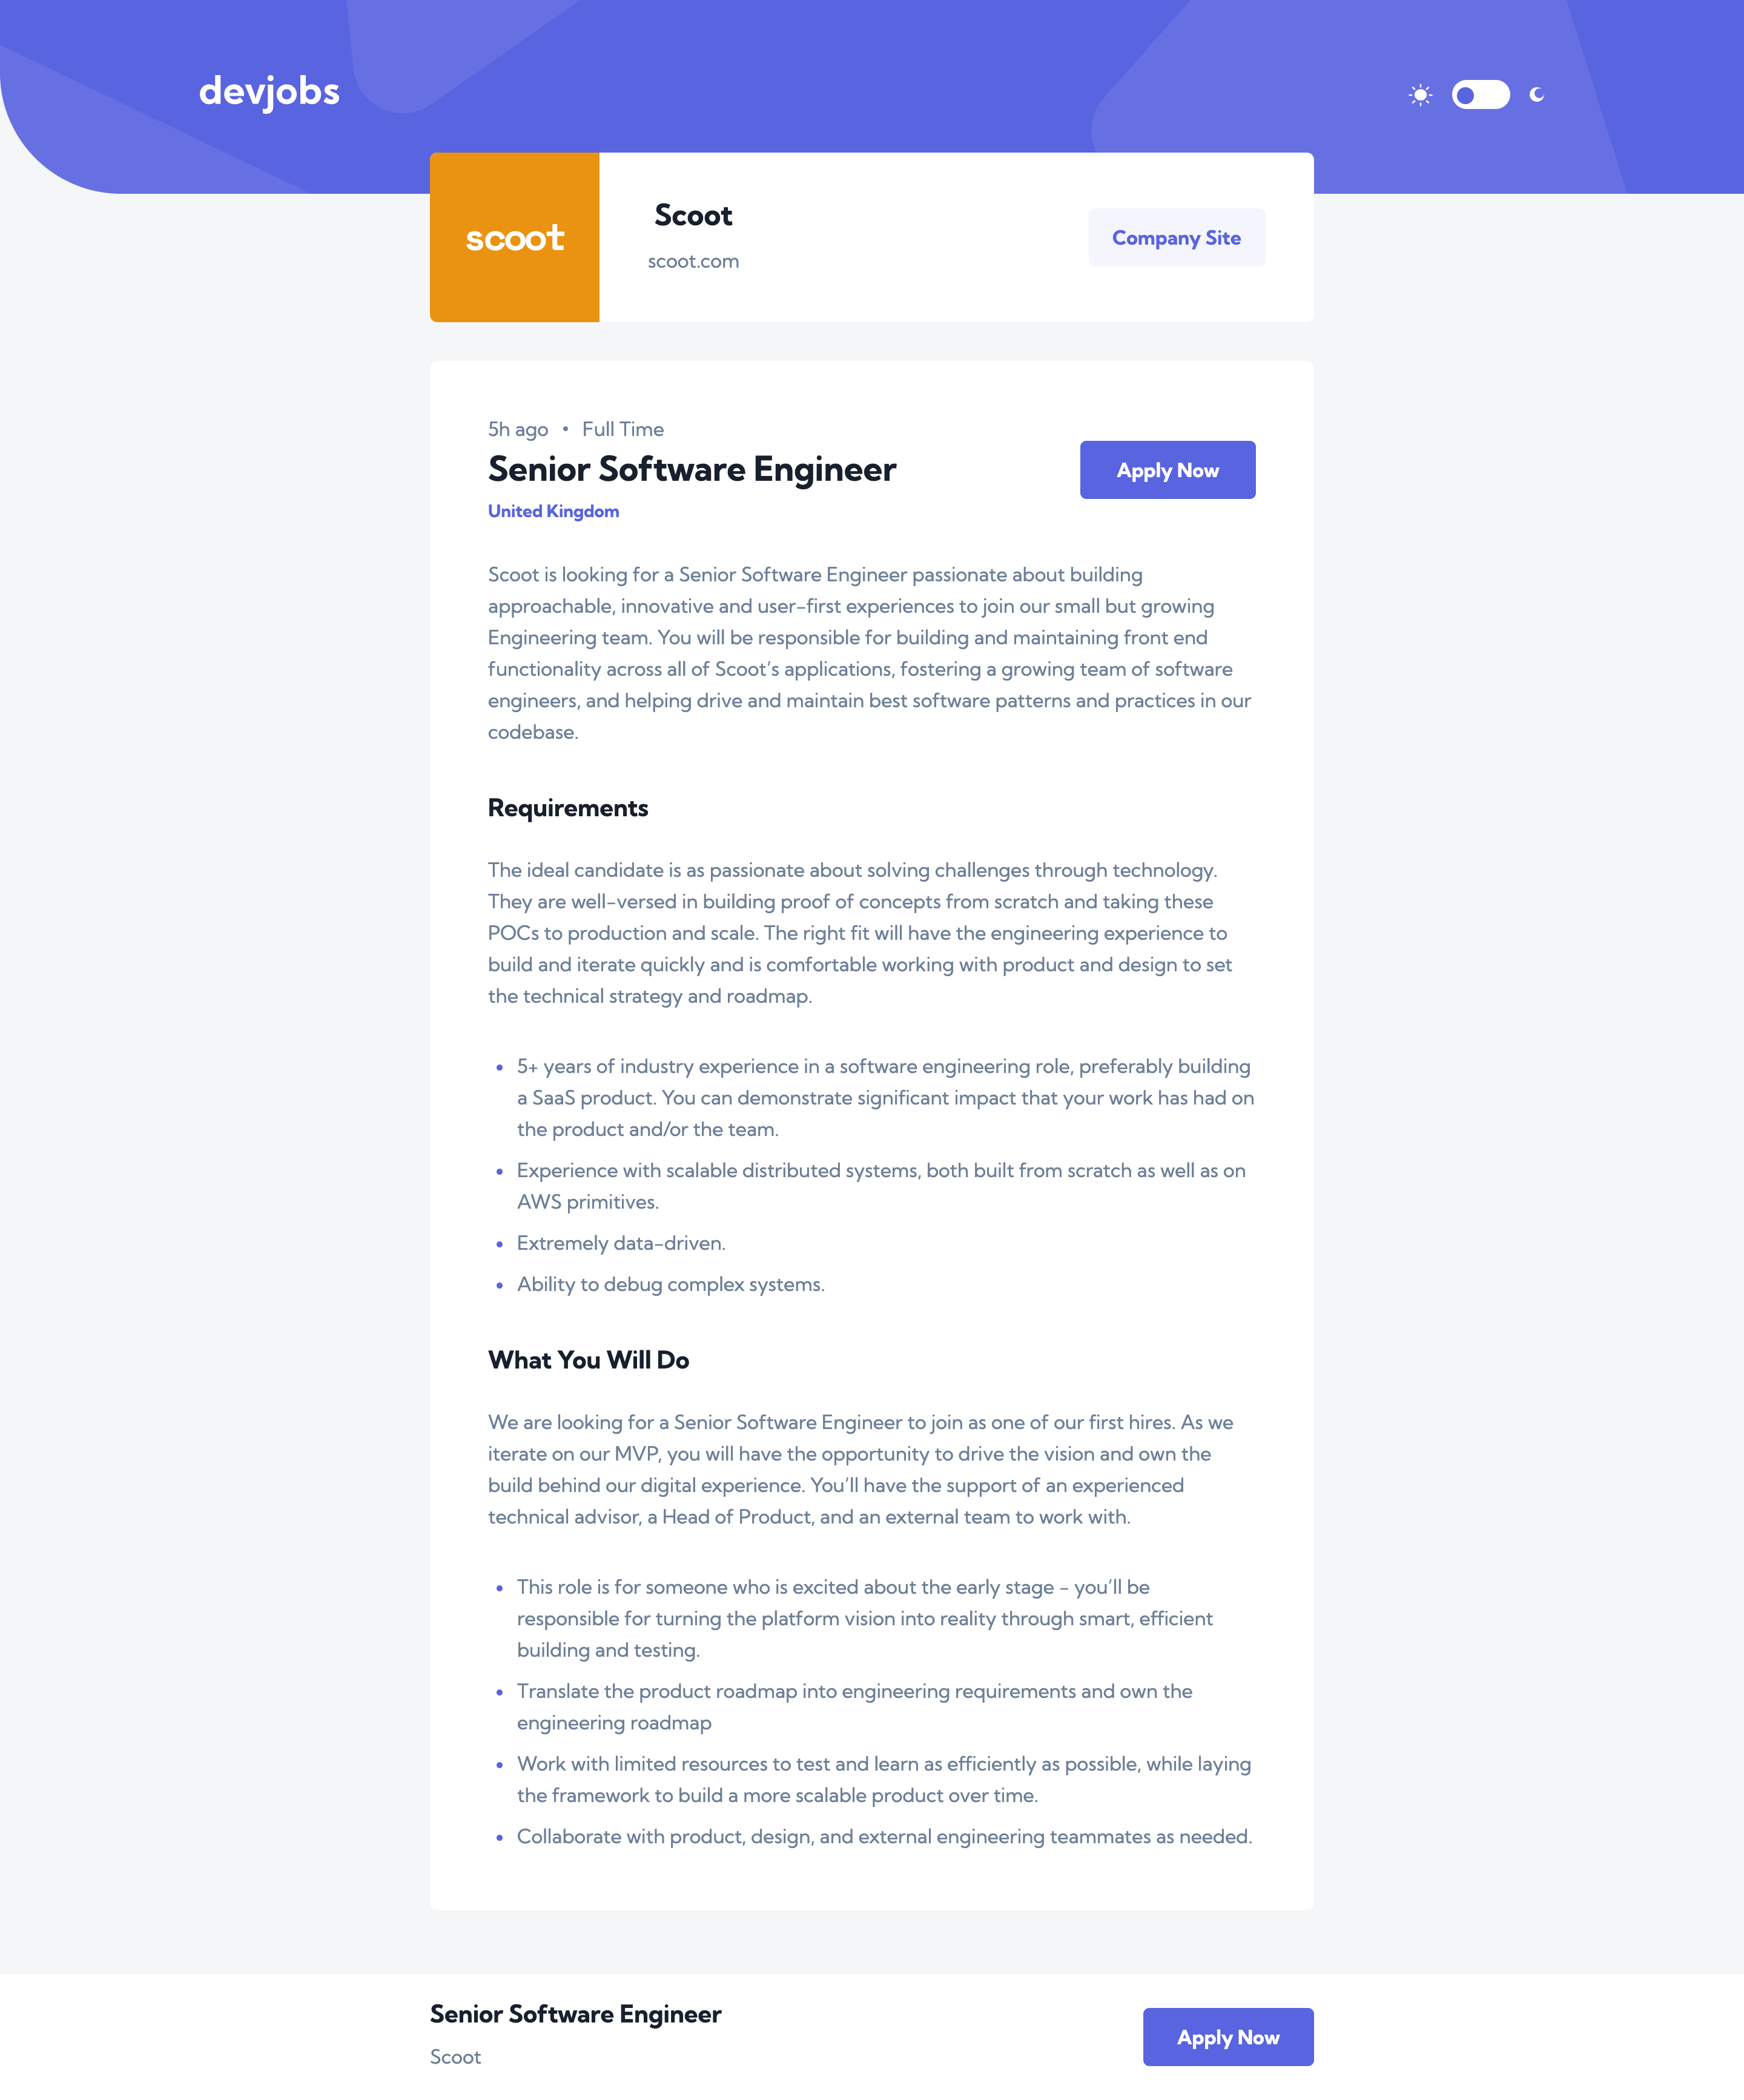 devjobs
scoot
Scoot
scoot.com
Company Site
5h ago • Full Time
Senior Software Engineer
United Kingdom
Apply Now
Scoot is looking for a Senior Software Engineer passionate about building
approachable, innovative and user-first experiences to join our small but growing
Engineering team. You will be responsible for building and maintaining front end
functionality across all of Scoot’s applications, fostering a growing team of software
engineers, and helping drive and maintain best software patterns and practices in our
codebase.
Requirements
The ideal candidate is as passionate about solving challenges through technology.
They are well-versed in building proof of concepts from scratch and taking these
POCs to production and scale. The right fit will have the engineering experience to
build and iterate quickly and is comfortable working with product and design to set
the technical strategy and roadmap.
• 5+ years of industry experience in a software engineering role, preferably building
a SaaS product. You can demonstrate significant impact that your work has had on
the product and/or the team.
• Experience with scalable distributed systems, both built from scratch as well as on
AWS primitives.
• Extremely data-driven.
• Ability to debug complex systems.
What You Will Do
We are looking for a Senior Software Engineer to join as one of our first hires. As we
iterate on our MVP, you will have the opportunity to drive the vision and own the
build behind our digital experience. You’ll have the support of an experienced
technical advisor, a Head of Product, and an external team to work with.
• This role is for someone who is excited about the early stage - you’ll be
responsible for turning the platform vision into reality through smart, efficient
building and testing.
• Translate the product roadmap into engineering requirements and own the
engineering roadmap
• Work with limited resources to test and learn as efficiently as possible, while laying
the framework to build a more scalable product over time.
• Collaborate with product, design, and external engineering teammates as needed.
Senior Software Engineer
Scoot
Apply Now